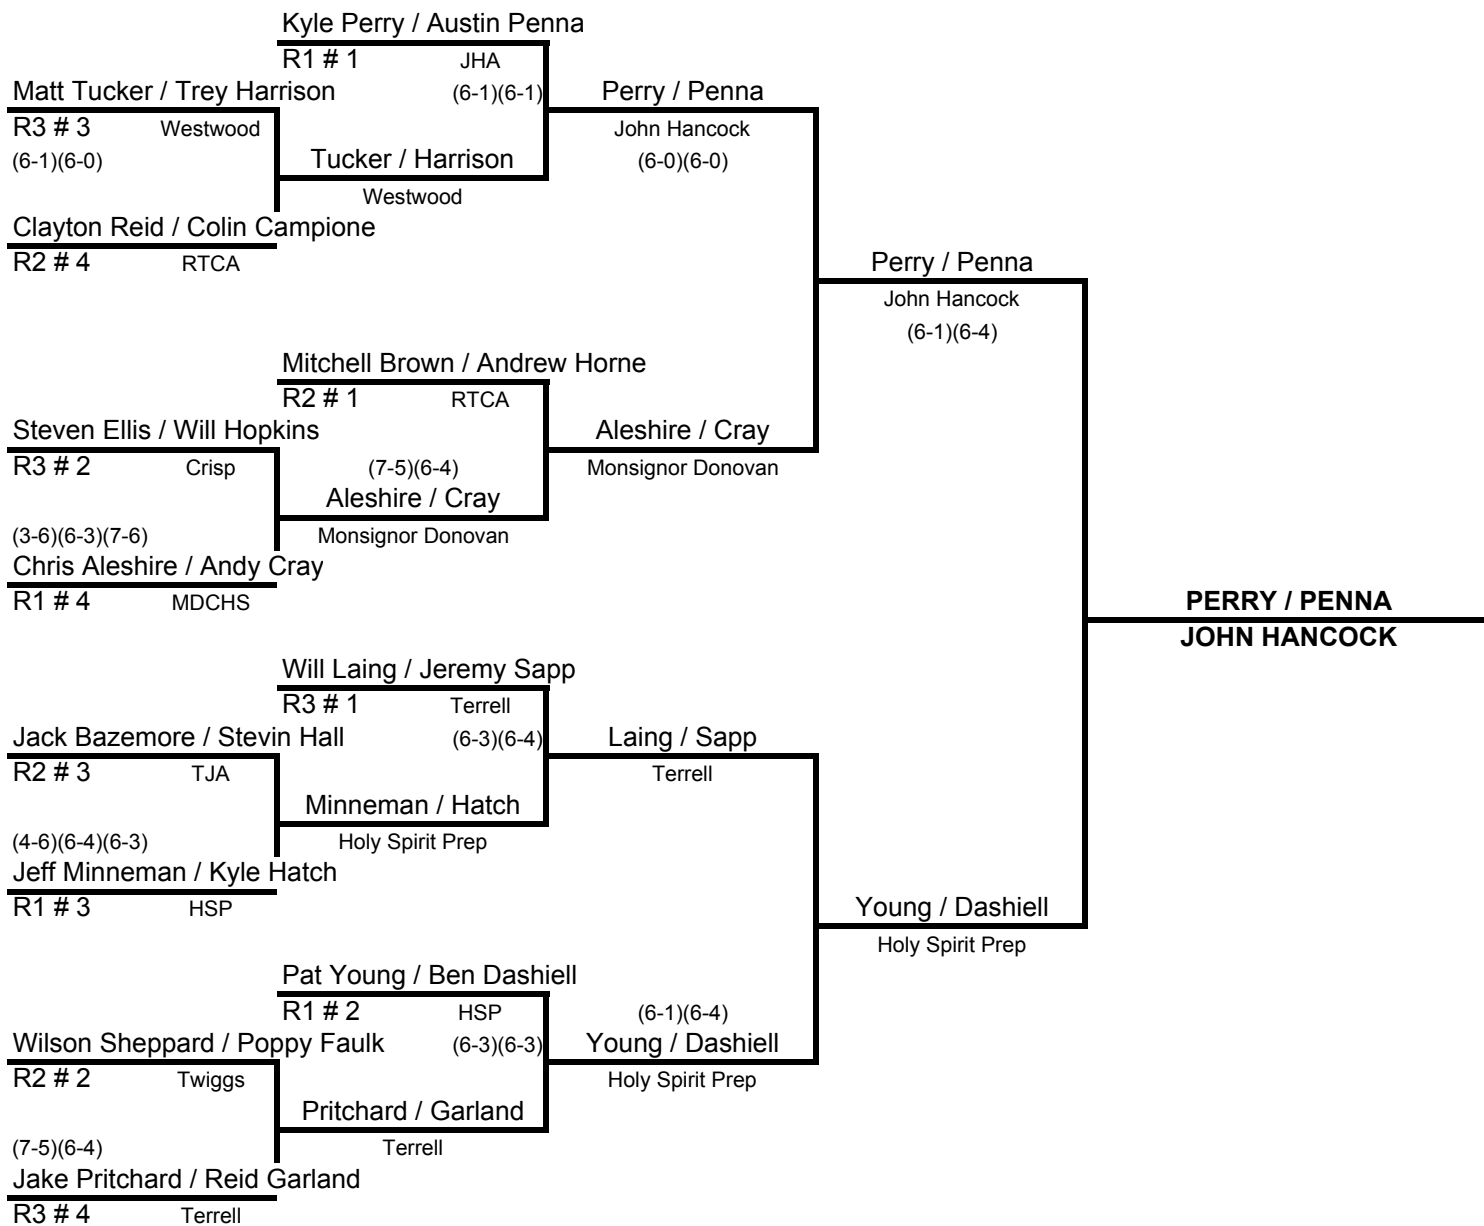 Kyle Perry / Austin Penna
R1 # 1 JHA
Matt Tucker / Trey Harrison (6-1)(6-1) Perry / Penna
R3 # 3 Westwood John Hancock
(6-1)(6-0) Tucker / Harrison (6-0)(6-0)
Westwood
Clayton Reid / Colin Campione
R2 # 4 RTCA Perry / Penna
John Hancock
(6-1)(6-4)
Mitchell Brown / Andrew Horne
R2 # 1 RTCA
Steven Ellis / Will Hopkins Aleshire / Cray
R3 # 2 Crisp (7-5)(6-4) Monsignor Donovan
Aleshire / Cray
(3-6)(6-3)(7-6) Monsignor Donovan
Chris Aleshire / Andy Cray
R1 # 4 MDCHS PERRY / PENNA
JOHN HANCOCK
Will Laing / Jeremy Sapp
R3 # 1 Terrell
Jack Bazemore / Stevin Hall (6-3)(6-4) Laing / Sapp
R2 # 3 TJA Terrell
Minneman / Hatch
(4-6)(6-4)(6-3) Holy Spirit Prep
Jeff Minneman / Kyle Hatch
R1 # 3 HSP Young / Dashiell
Holy Spirit Prep
Pat Young / Ben Dashiell
R1 # 2 HSP (6-1)(6-4)
Wilson Sheppard / Poppy Faulk (6-3)(6-3) Young / Dashiell
R2 # 2 Twiggs Holy Spirit Prep
Pritchard / Garland
(7-5)(6-4) Terrell
Jake Pritchard / Reid Garland
R3 # 4 Terrell